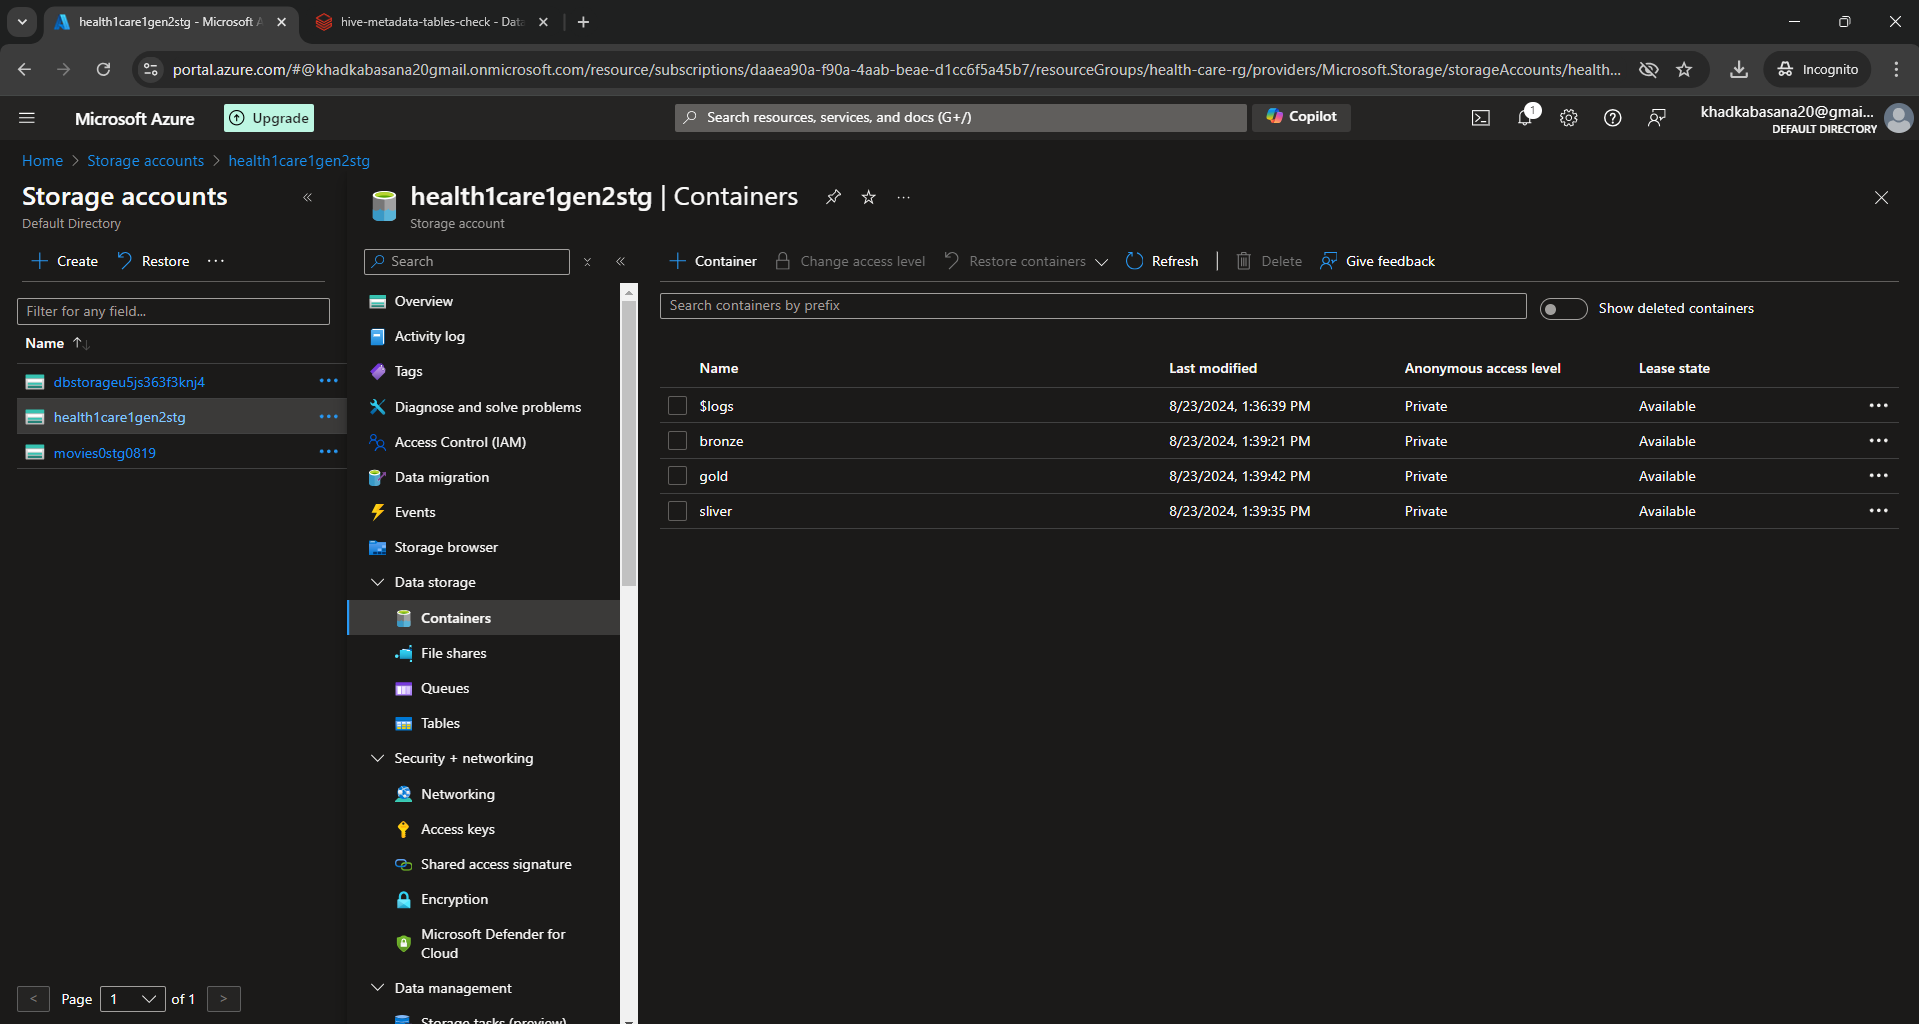 health1care1gen2stg - Microsoft A
hive-metadata-tables-check - Data
portal.azure.com/#@khadkabasana20gmail.onmicrosoft.com/resource/subscriptions/daaea90a-f90a-4aab-beae-d1cc6f5a45b7/resourceGroups/health-care-rg/providers/Microsoft.Storage/storageAccounts/health...
Incognito
Microsoft Azure
Upgrade
Search resources, services, and docs (G+/)
Copilot
1
khadkabasana20@gmai...
DEFAULT DIRECTORY
Home > Storage accounts > health1care1gen2stg
Storage accounts
Default Directory
Create
Restore
Filter for any field...
Name
dbstorageu5js363f3knj4
health1care1gen2stg
movies0stg0819
< Page 1 of 1 >
health1care1gen2stg | Containers
Storage account
Search
Overview
Activity log
Tags
Diagnose and solve problems
Access Control (IAM)
Data migration
Events
Storage browser
Data storage
Containers
File shares
Queues
Tables
Security + networking
Networking
Access keys
Shared access signature
Encryption
Microsoft Defender for
Cloud
Data management
Storage tasks (preview)
Container
Change access level
Restore containers
Refresh
Delete
Give feedback
Search containers by prefix
Show deleted containers
Name Last modified Anonymous access level Lease state
$logs 8/23/2024, 1:36:39 PM Private Available
bronze 8/23/2024, 1:39:21 PM Private Available
gold 8/23/2024, 1:39:42 PM Private Available
sliver 8/23/2024, 1:39:35 PM Private Available